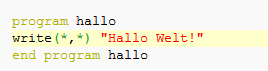 program hallo
write(*,*) "Hallo Welt!"
end program hallo